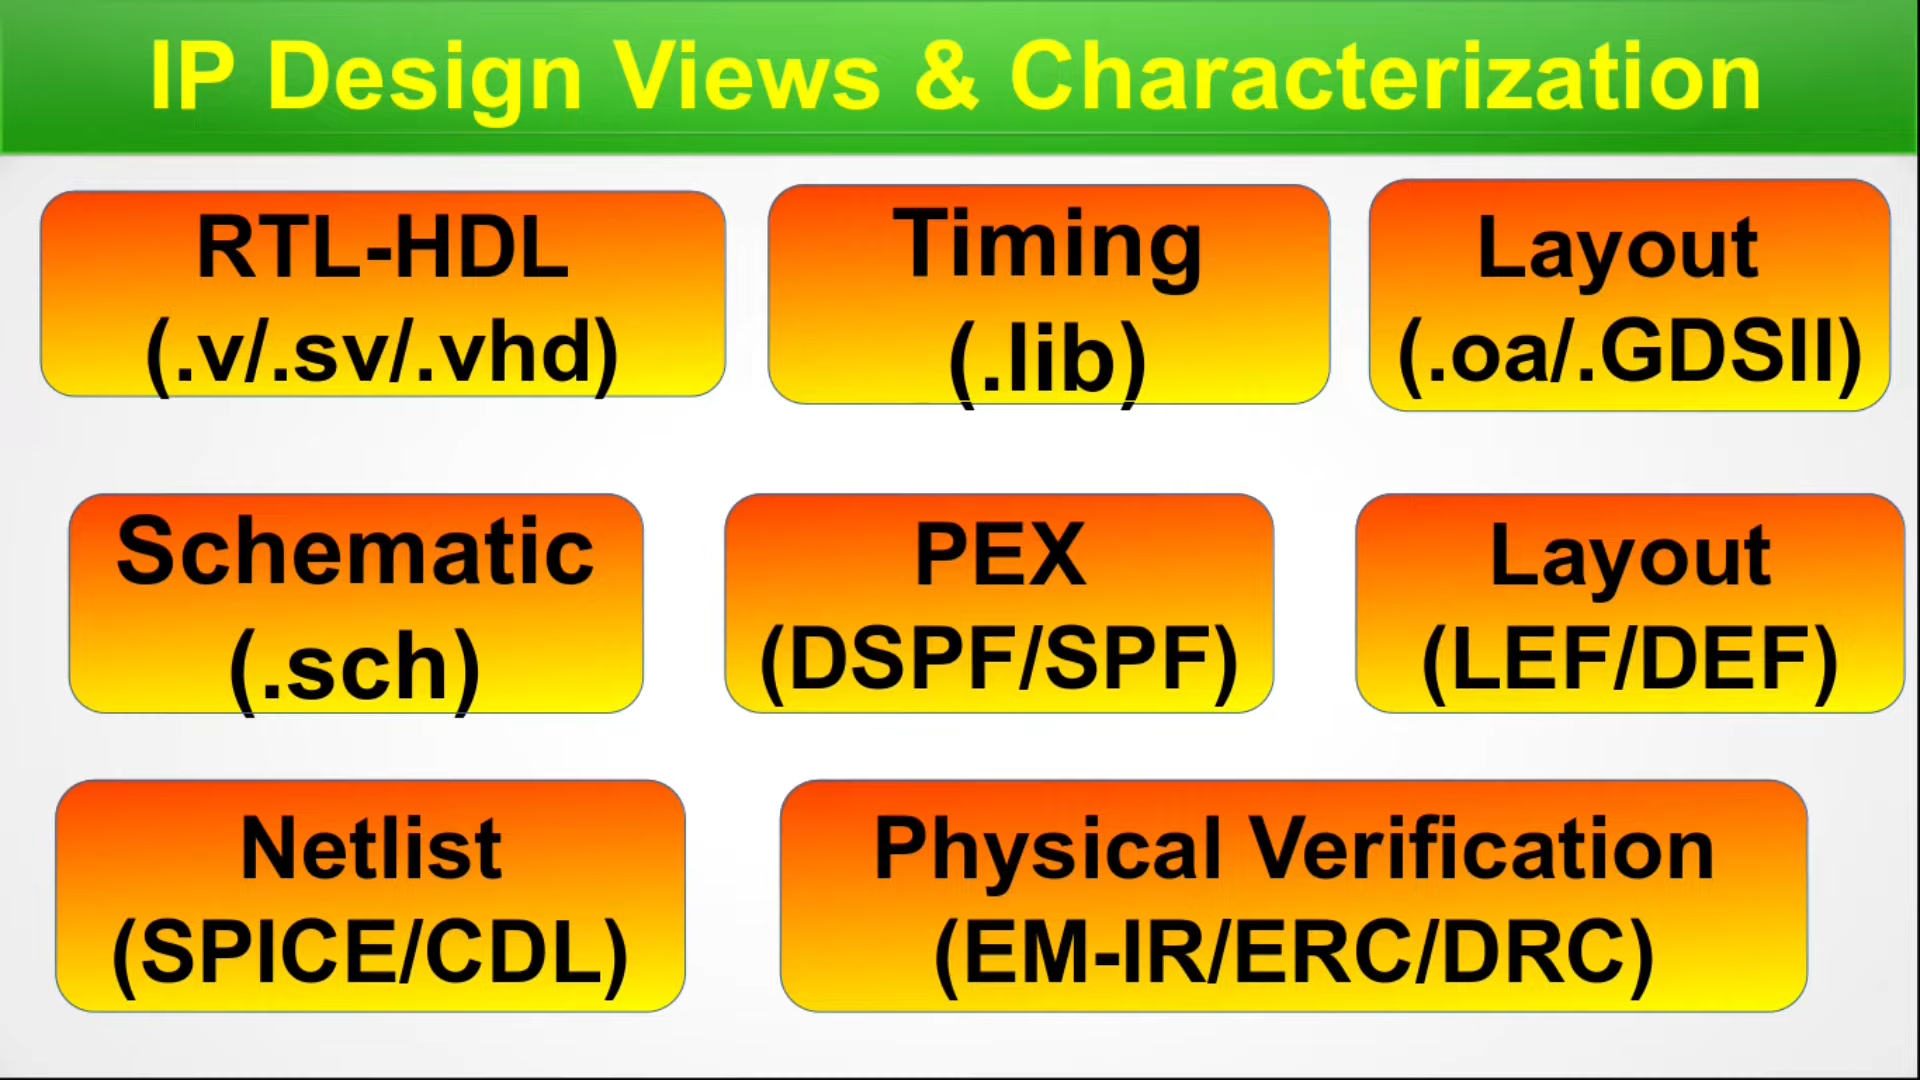 IP Design Views & Characterization
RTL-HDL
(.v/.sv/.vhd)
Timing
(.lib)
Layout
(.oa/.GDSII)
Schematic
(.sch)
PEX
(DSPF/SPF)
Layout
(LEF/DEF)
Netlist
(SPICE/CDL)
Physical Verification
(EM-IR/ERC/DRC)